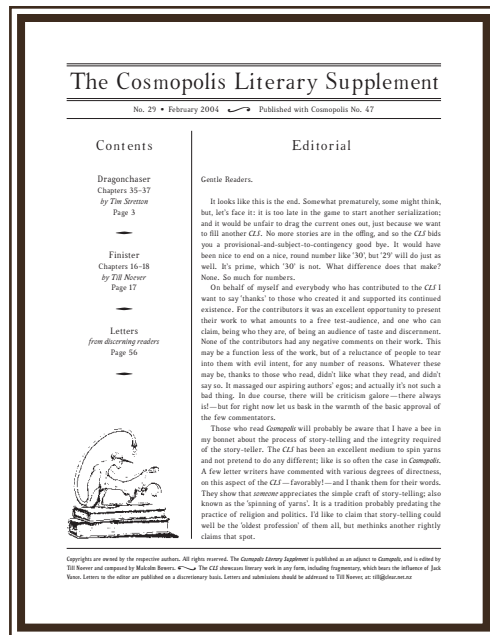 The Cosmopolis Literary Supplement
No. 29 • February 2004 Published with Cosmopolis No. 47
Contents
Dragonchaser
Chapters 35-37
by Tim Stretton
Page 3
Finister
Chapters 16-18
by Till Noever
Page 17
Letters
from discerning readers
Page 56
Editorial
Gentle Readers,
It looks like this is the end. Somewhat prematurely, some might think,
but, let's face it: it is too late in the game to start another serialization;
and it would be unfair to drag the current ones out, just because we want
to fill another CLS. No more stories are in the offing, and so the CLS bids
you a provisional-and-subject-to-contingency good bye. It would have
been nice to end on a nice, round number like '30', but '29' will do just as
well. It's prime, which '30' is not. What difference does that make?
None. So much for numbers.
On behalf of myself and everybody who has contributed to the CLS I
want to say 'thanks' to those who created it and supported its continued
existence. For the contributors it was an excellent opportunity to present
their work to what amounts to a free test-audience, and one who can
claim, being who they are, of being an audience of taste and discernment.
None of the contributors had any negative comments on their work. This
may be a function less of the work, but of a reluctance of people to tear
into them with evil intent, for any number of reasons. Whatever these
may be, thanks to those who read, didn't like what they read, and didn't
say so. It massaged our aspiring authors' egos; and actually it's not such a
bad thing. In due course, there will be criticism galore—there always
is!—but for right now let us bask in the warmth of the basic approval of
the few commentators.
Those who read Cosmopolis will probably be aware that I have a bee in
my bonnet about the process of story-telling and the integrity required
of the story-teller. The CLS has been an excellent medium to spin yarns
and not pretend to do any different; like is so often the case in Cosmopolis.
A few letter writers have commented with various degrees of directness,
on this aspect of the CLS—favorably!—and I thank them for their words.
They show that someone appreciates the simple craft of story-telling; also
known as the 'spinning of yarns'. It is a tradition probably predating the
practice of religion and politics. I'd like to claim that story-telling could
well be the 'oldest profession' of them all, but methinks another rightly
claims that spot.
Copyrights are owned by the respective authors. All rights reserved. The Cosmopolis Literary Supplement is published as an adjunct to Cosmopolis, and is edited by
Till Noever and composed by Malcolm Bowers. The CLS showcases literary work in any form, including fragmentary, which bears the influence of Jack
Vance. Letters to the editor are published on a discretionary basis. Letters and submissions should be addressed to Till Noever, at: till@clear.net.nz